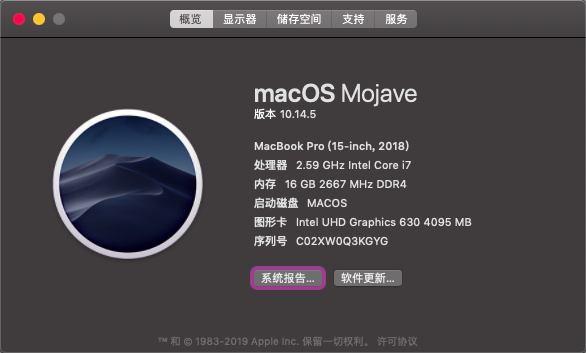 概览 显示器 储存空间 支持 服务
macOS Mojave
版本 10.14.5
MacBook Pro (15-inch, 2018)
处理器 2.59 GHz Intel Core i7
内存 16 GB 2667 MHz DDR4
启动磁盘 MACOS
图形卡 Intel UHD Graphics 630 4095 MB
序列号 C02XW0Q3KGYG
系统报告... 软件更新...
™ 和 © 1983-2019 Apple Inc. 保留一切权利。 许可协议